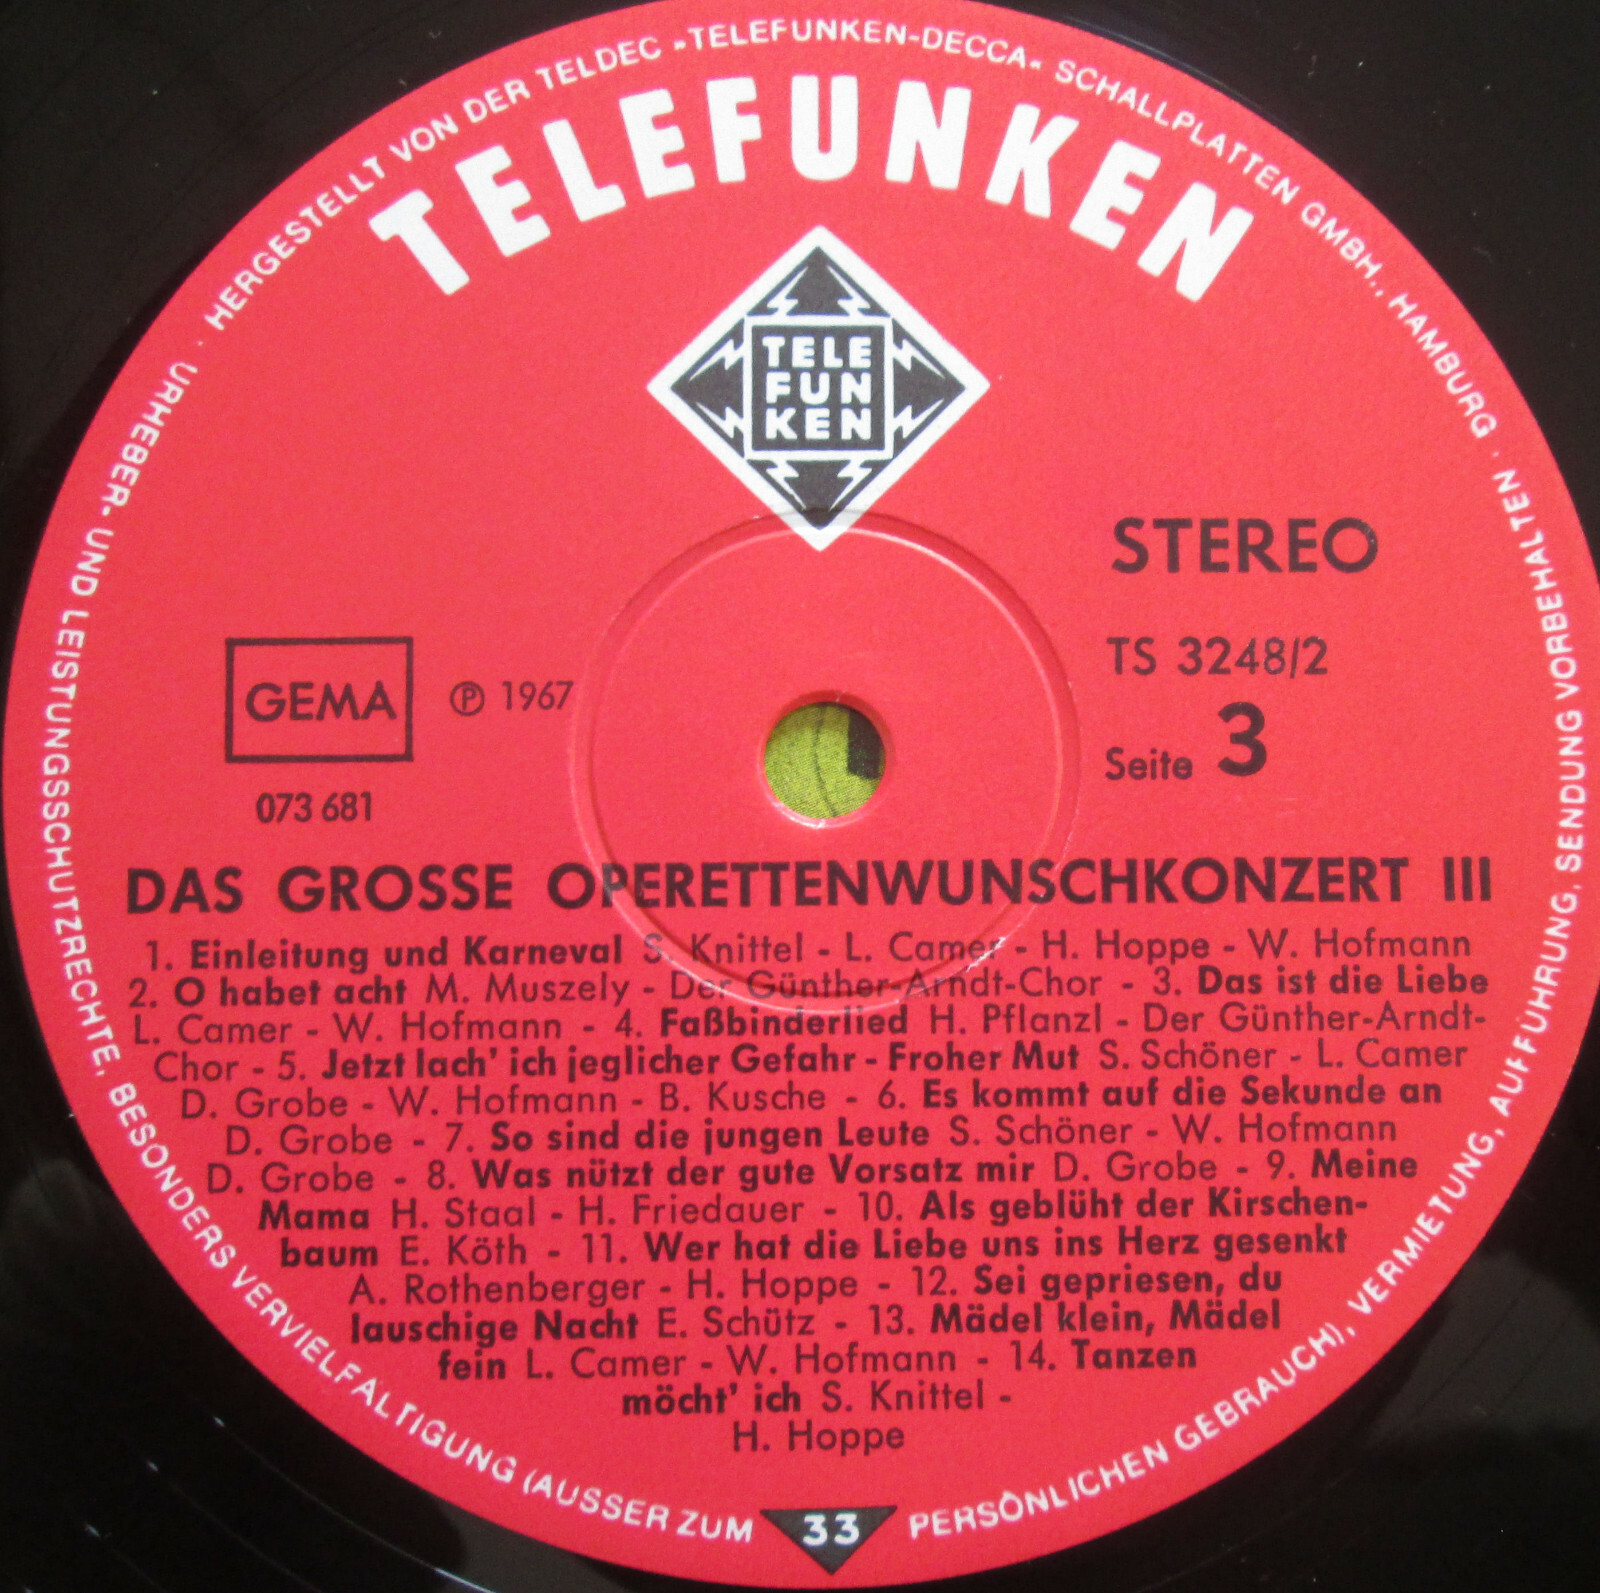 HERGESTELLT VON DER TELDEC »TELEFUNKEN-DECCA« SCHALLPLATTEN GMBH., HAMBURG ·
URHEBER- UND LEISTUNGSSCHUTZRECHTE, BESONDERS VERVIELFÄLTIGUNG (AUSSER ZUM PERSÖNLICHEN GEBRAUCH), VERMIETUNG, AUFFÜHRUNG, SENDUNG VORBEHALTEN ·
TELEFUNKEN
TELE
FUN
KEN
STEREO
TS 3248/2
Seite 3
GEMA
℗ 1967
073 681
DAS GROSSE OPERETTENWUNSCHKONZERT III
1. Einleitung und Karneval S. Knittel - L. Camer - H. Hoppe - W. Hofmann
2. O habet acht M. Muszely - Der Günther-Arndt-Chor - 3. Das ist die Liebe
L. Camer - W. Hofmann - 4. Faßbinderlied H. Pflanzl - Der Günther-Arndt-
Chor - 5. Jetzt lach' ich jeglicher Gefahr - Froher Mut S. Schöner - L. Camer
D. Grobe - W. Hofmann - B. Kusche - 6. Es kommt auf die Sekunde an
D. Grobe - 7. So sind die jungen Leute S. Schöner - W. Hofmann
D. Grobe - 8. Was nützt der gute Vorsatz mir D. Grobe - 9. Meine
Mama H. Staal - H. Friedauer - 10. Als geblüht der Kirschen-
baum E. Köth - 11. Wer hat die Liebe uns ins Herz gesenkt
A. Rothenberger - H. Hoppe - 12. Sei gepriesen, du
lauschige Nacht E. Schütz - 13. Mädel klein, Mädel
fein L. Camer - W. Hofmann - 14. Tanzen
möcht' ich S. Knittel -
H. Hoppe
33